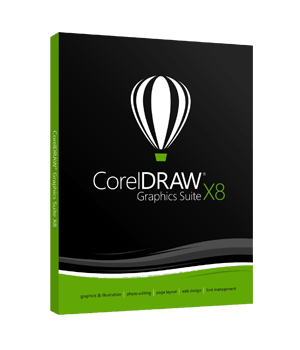 CorelDRAW® Graphics Suite X8
CorelDRAW®
Graphics Suite X8
graphics & illustration | photo editing | page layout | web design | font management